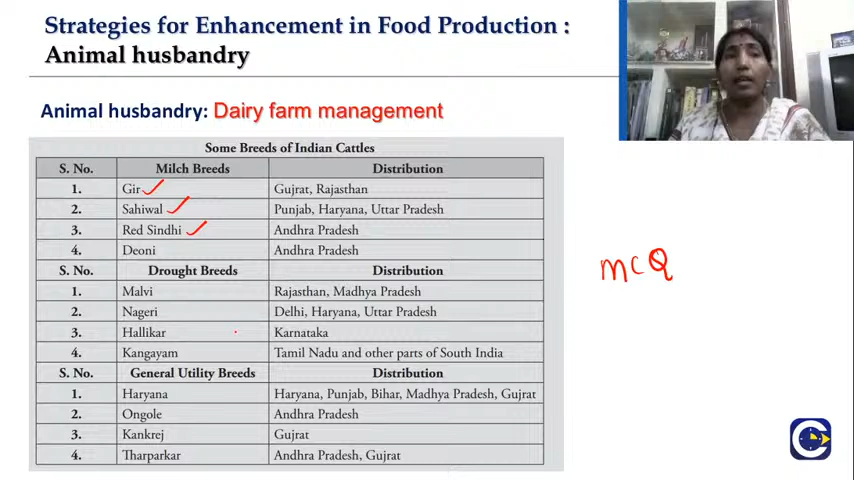 Strategies for Enhancement in Food Production :
Animal husbandry
Animal husbandry: Dairy farm management
Some Breeds of Indian Cattles
S. No. Milch Breeds Distribution
1. Gir Gujrat, Rajasthan
2. Sahiwal Punjab, Haryana, Uttar Pradesh
3. Red Sindhi Andhra Pradesh
4. Deoni Andhra Pradesh
S. No. Drought Breeds Distribution
1. Malvi Rajasthan, Madhya Pradesh
2. Nageri Delhi, Haryana, Uttar Pradesh
3. Hallikar Karnataka
4. Kangayam Tamil Nadu and other parts of South India
S. No. General Utility Breeds Distribution
1. Haryana Haryana, Punjab, Bihar, Madhya Pradesh, Gujrat
2. Ongole Andhra Pradesh
3. Kankrej Gujrat
4. Tharparkar Andhra Pradesh, Gujrat
MCQ